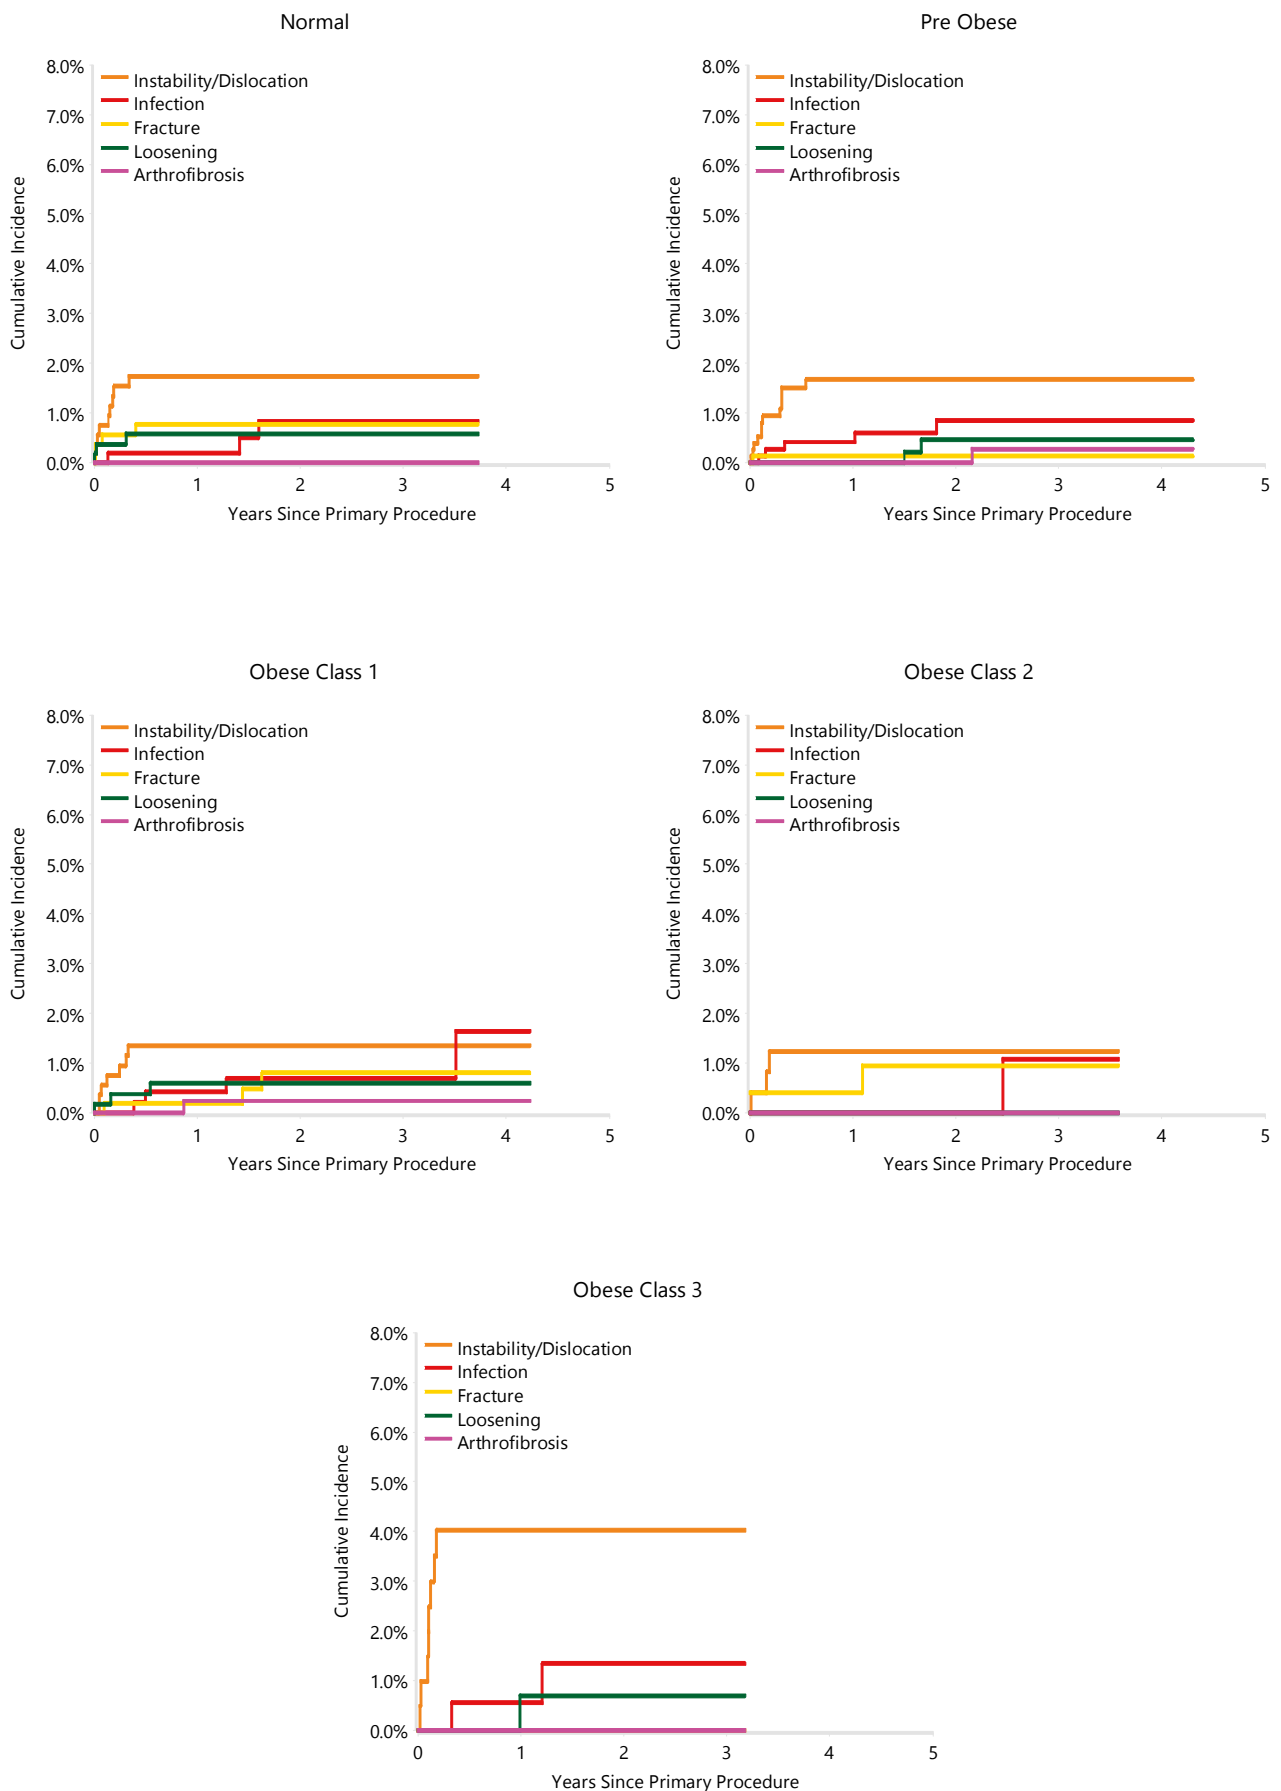 Normal
8.0%
7.0%
6.0%
5.0%
4.0%
3.0%
2.0%
1.0%
0.0%
Cumulative Incidence
Instability/Dislocation
Infection
Fracture
Loosening
Arthrofibrosis
0 1 2 3 4 5
Years Since Primary Procedure
Pre Obese
8.0%
7.0%
6.0%
5.0%
4.0%
3.0%
2.0%
1.0%
0.0%
Cumulative Incidence
Instability/Dislocation
Infection
Fracture
Loosening
Arthrofibrosis
0 1 2 3 4 5
Years Since Primary Procedure
Obese Class 1
8.0%
7.0%
6.0%
5.0%
4.0%
3.0%
2.0%
1.0%
0.0%
Cumulative Incidence
Instability/Dislocation
Infection
Fracture
Loosening
Arthrofibrosis
0 1 2 3 4 5
Years Since Primary Procedure
Obese Class 2
8.0%
7.0%
6.0%
5.0%
4.0%
3.0%
2.0%
1.0%
0.0%
Cumulative Incidence
Instability/Dislocation
Infection
Fracture
Loosening
Arthrofibrosis
0 1 2 3 4 5
Years Since Primary Procedure
Obese Class 3
8.0%
7.0%
6.0%
5.0%
4.0%
3.0%
2.0%
1.0%
0.0%
Cumulative Incidence
Instability/Dislocation
Infection
Fracture
Loosening
Arthrofibrosis
0 1 2 3 4 5
Years Since Primary Procedure